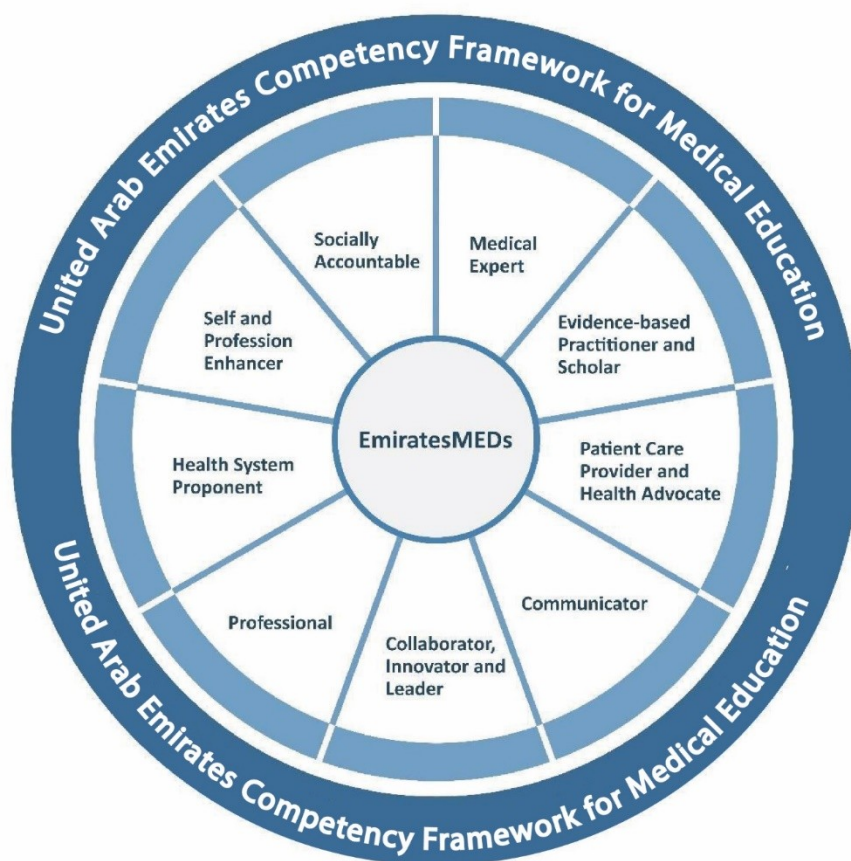 United Arab Emirates Competency Framework for Medical Education
Socially
Accountable
Medical
Expert
Self and
Profession
Enhancer
Evidence-based
Practitioner and
Scholar
EmiratesMEDs
Health System
Proponent
Patient Care
Provider and
Health Advocate
Professional
Collaborator,
Innovator and
Leader
Communicator
United Arab Emirates Competency Framework for Medical Education